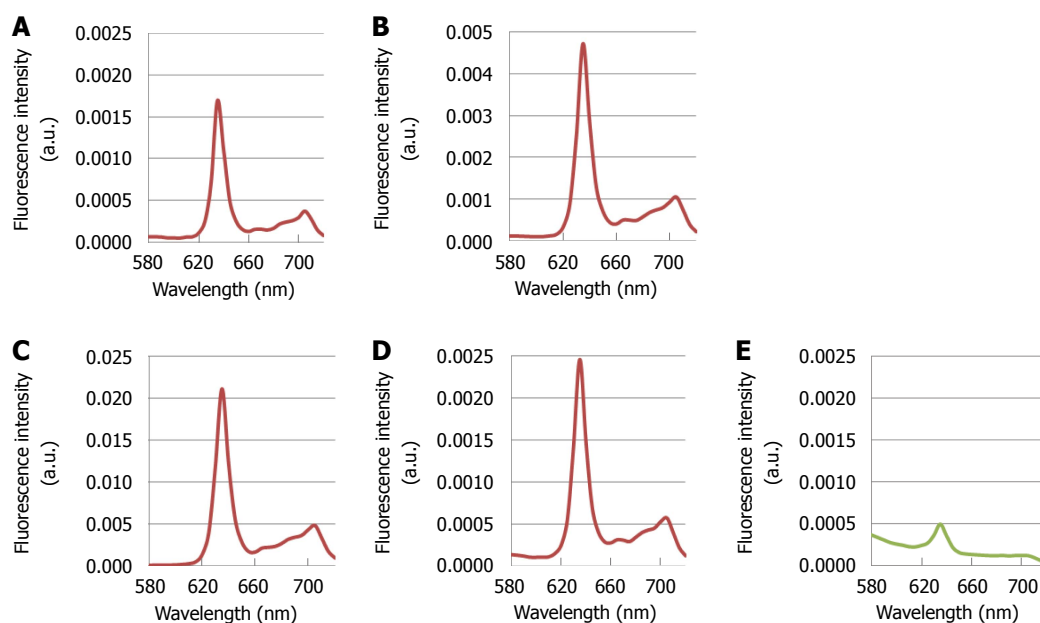 A
Fluorescence intensity
(a.u.)
0.0025
0.0020
0.0015
0.0010
0.0005
0.0000
580 620 660 700
Wavelength (nm)
B
Fluorescence intensity
(a.u.)
0.005
0.004
0.003
0.002
0.001
0.000
580 620 660 700
Wavelength (nm)
C
Fluorescence intensity
(a.u.)
0.025
0.020
0.015
0.010
0.005
0.000
580 620 660 700
Wavelength (nm)
D
Fluorescence intensity
(a.u.)
0.0025
0.0020
0.0015
0.0010
0.0005
0.0000
580 620 660 700
Wavelength (nm)
E
Fluorescence intensity
(a.u.)
0.0025
0.0020
0.0015
0.0010
0.0005
0.0000
580 620 660 700
Wavelength (nm)